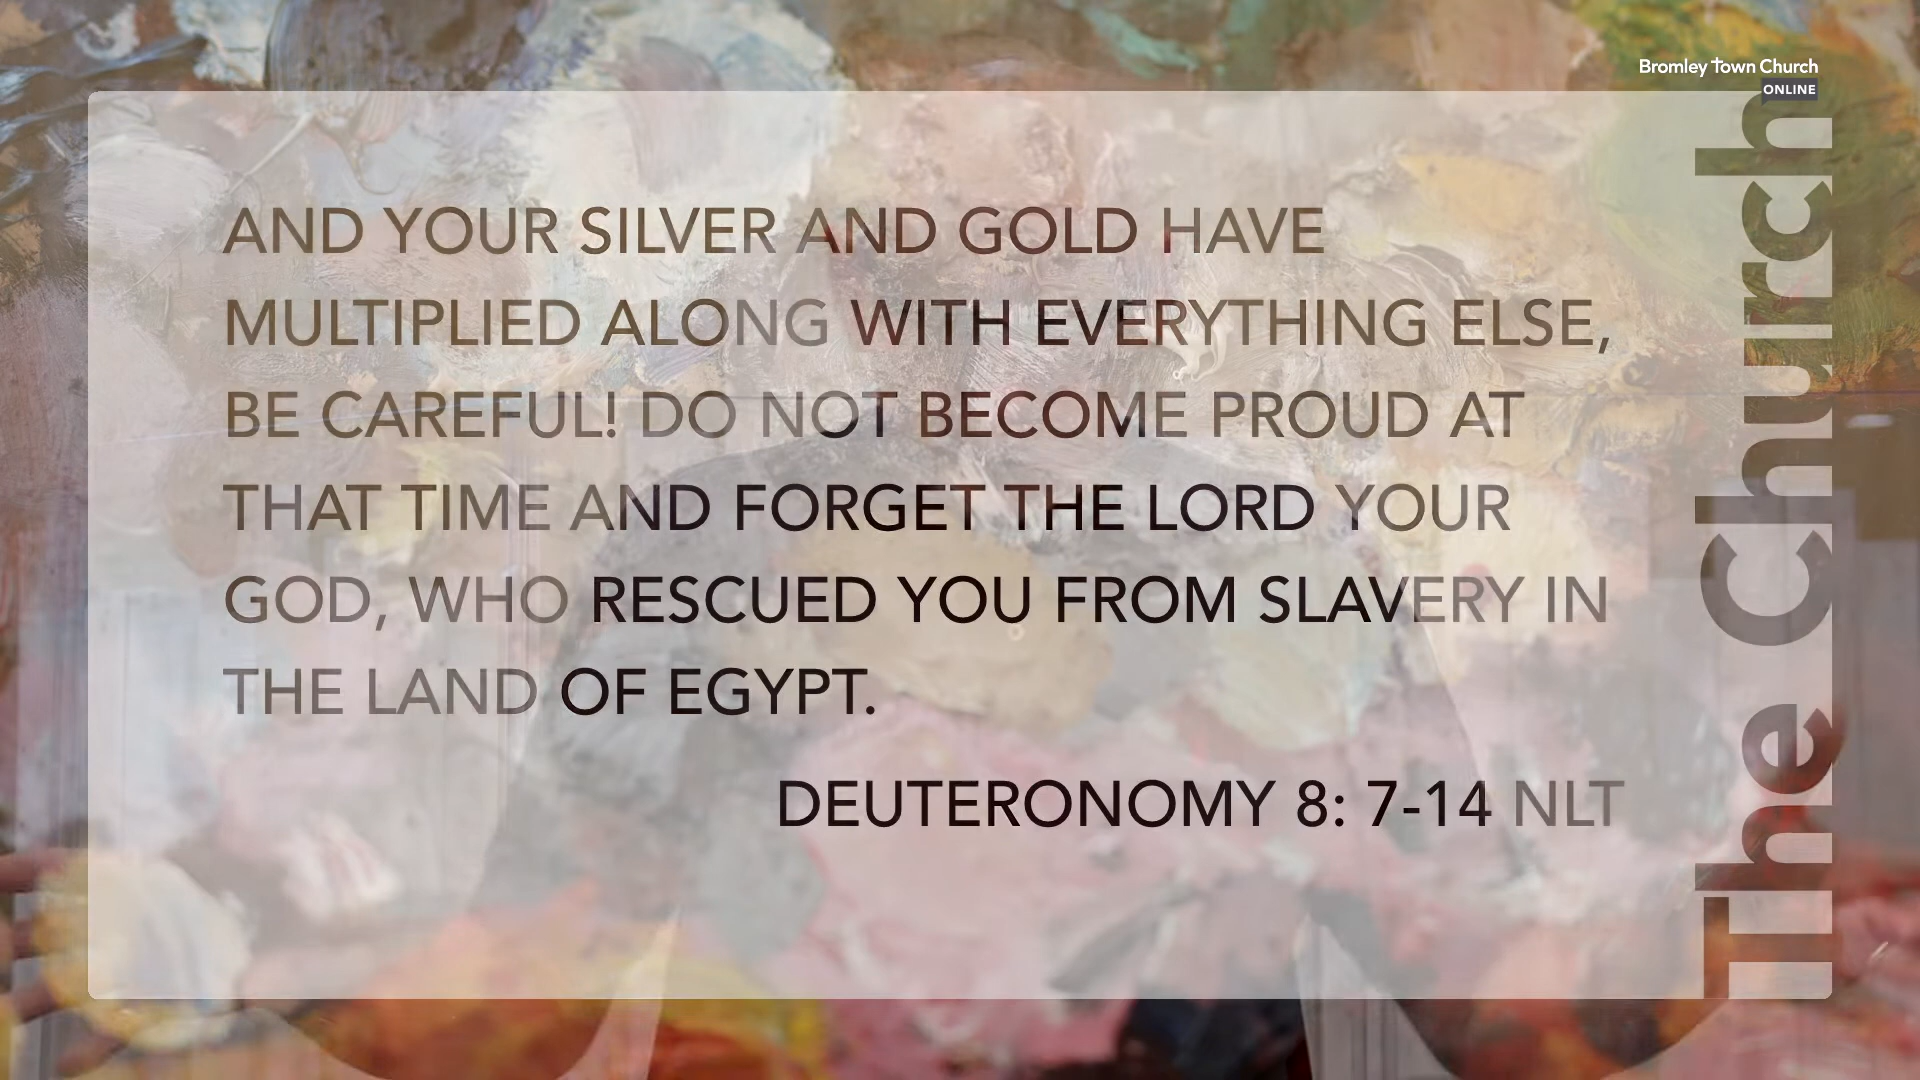 Bromley Town Church
ONLINE
AND YOUR SILVER AND GOLD HAVE
MULTIPLIED ALONG WITH EVERYTHING ELSE,
BE CAREFUL! DO NOT BECOME PROUD AT
THAT TIME AND FORGET THE LORD YOUR
GOD, WHO RESCUED YOU FROM SLAVERY IN
THE LAND OF EGYPT.
DEUTERONOMY 8: 7-14 NLT
The Church